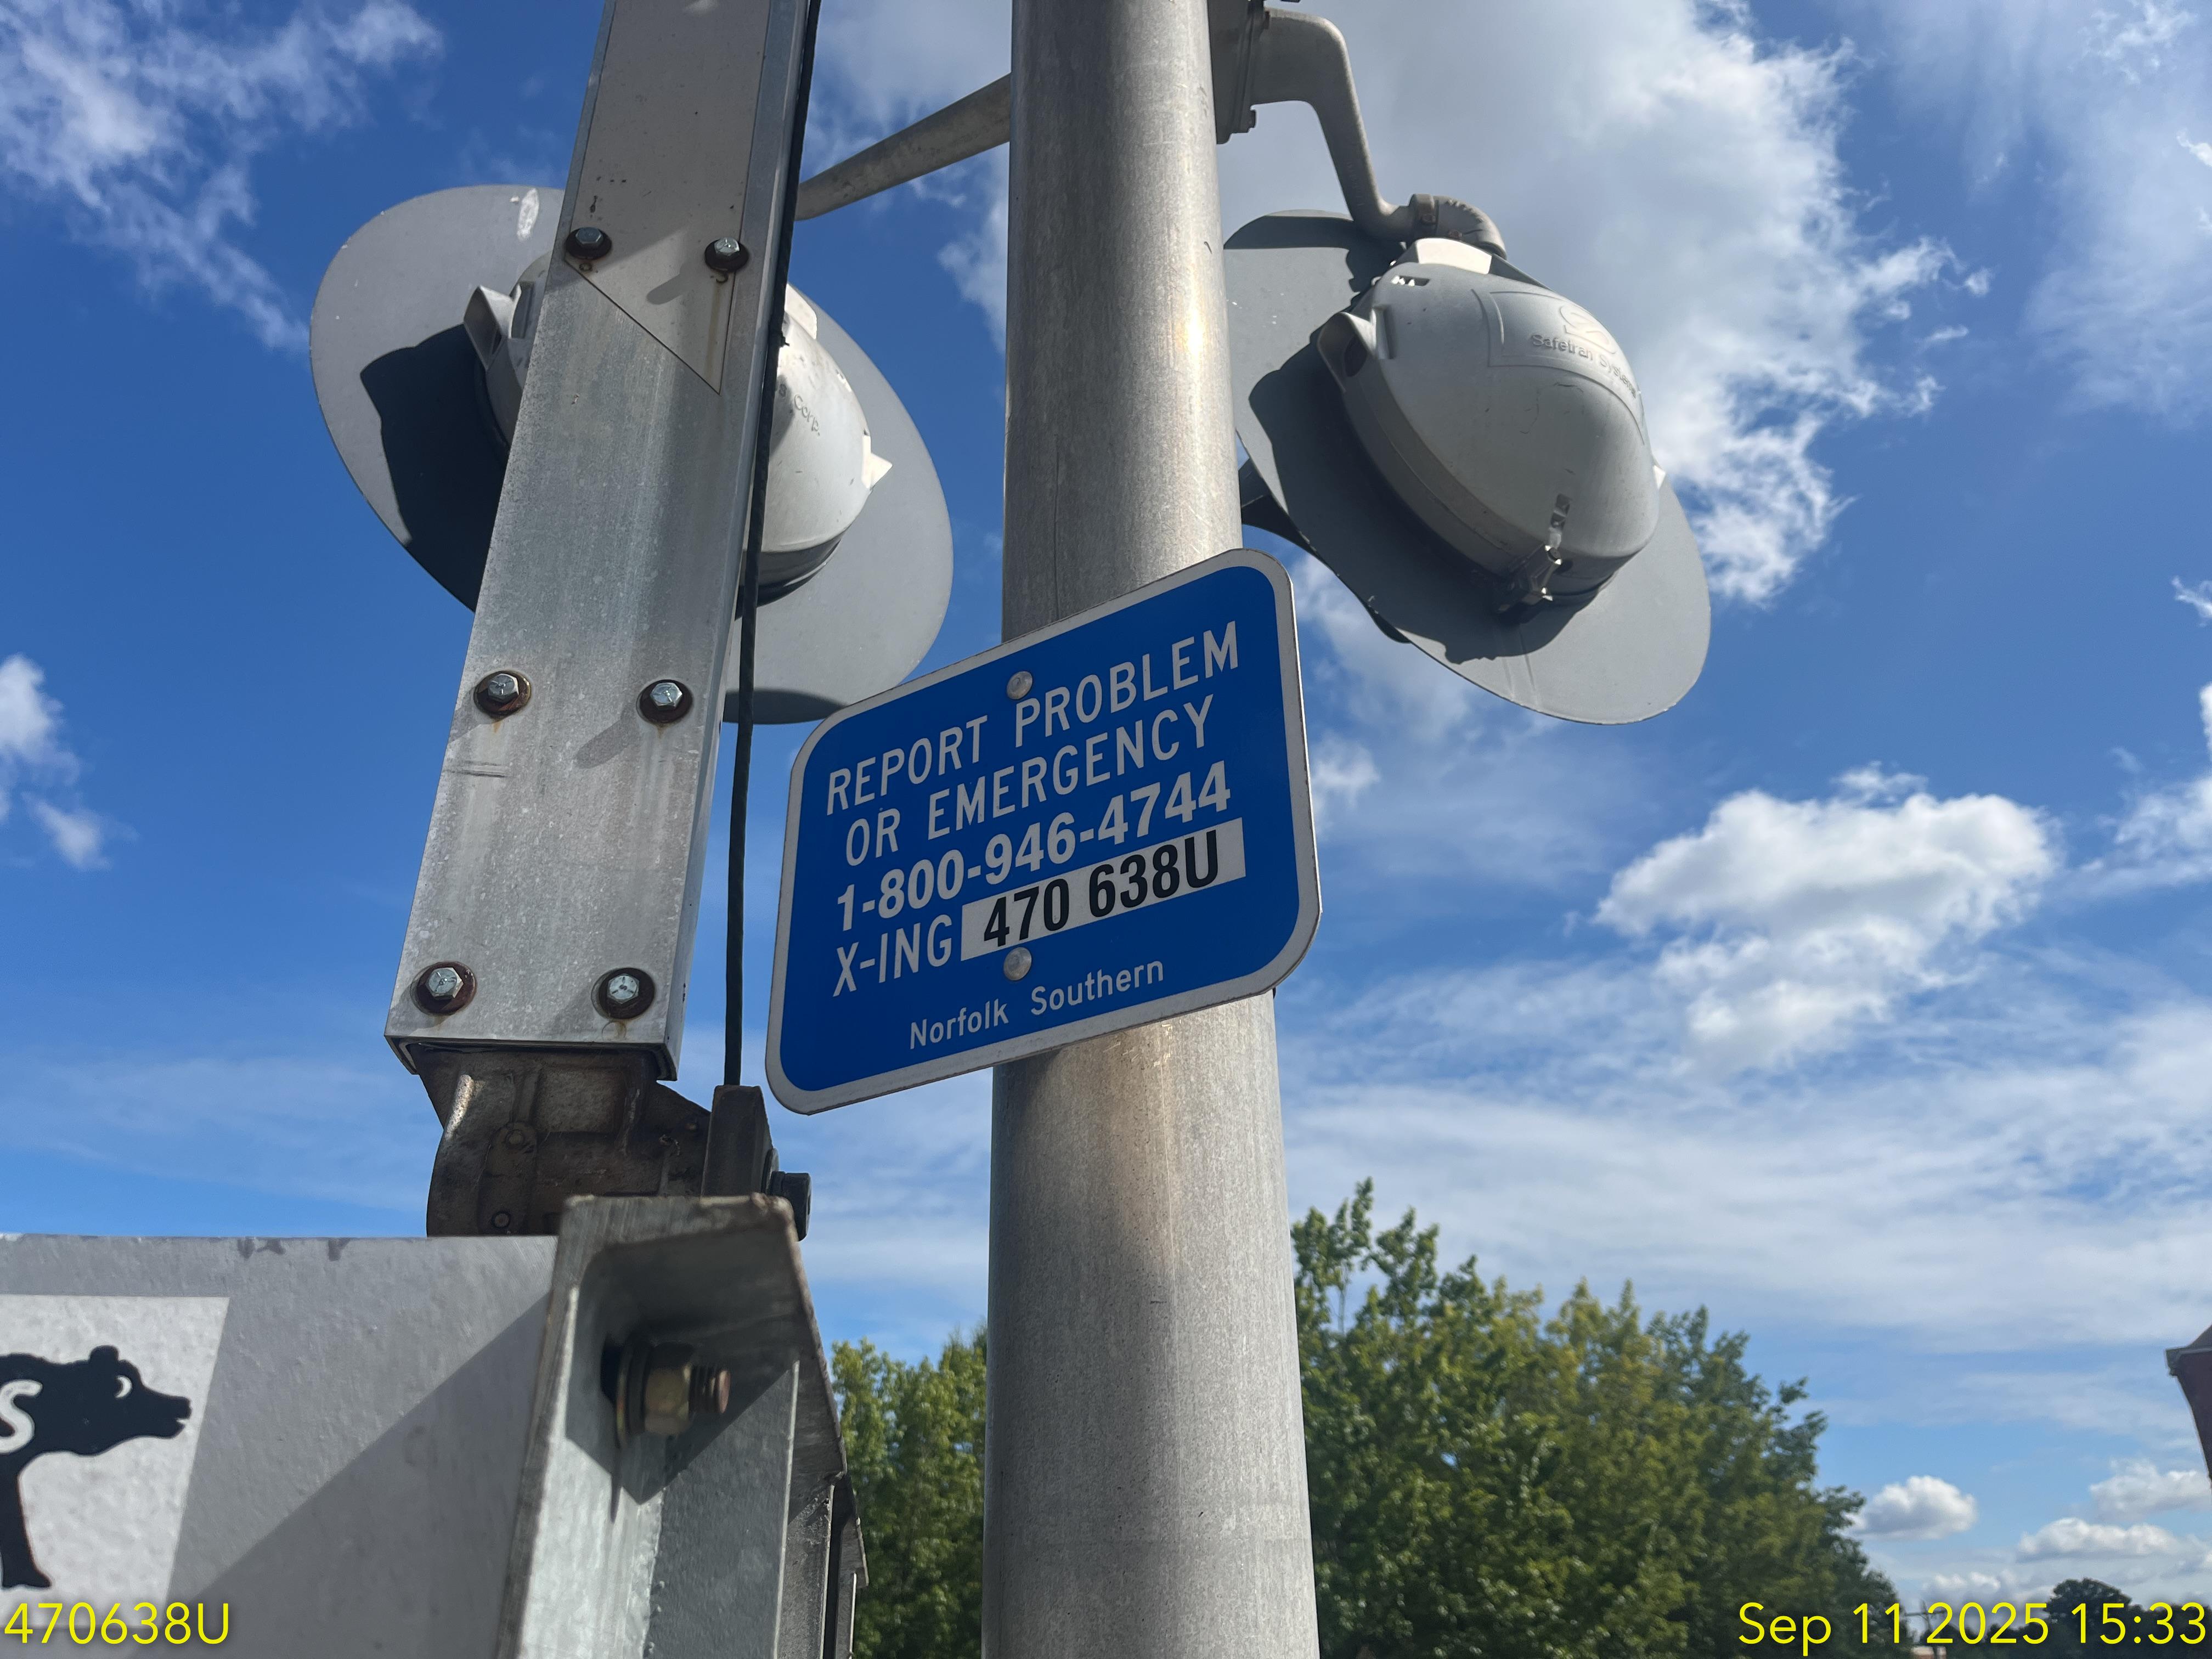 Safetran Systems
Corp.
REPORT PROBLEM
OR EMERGENCY
1-800-946-4744
X-ING 470 638U
Norfolk Southern
S
470638U
Sep 11 2025 15:33